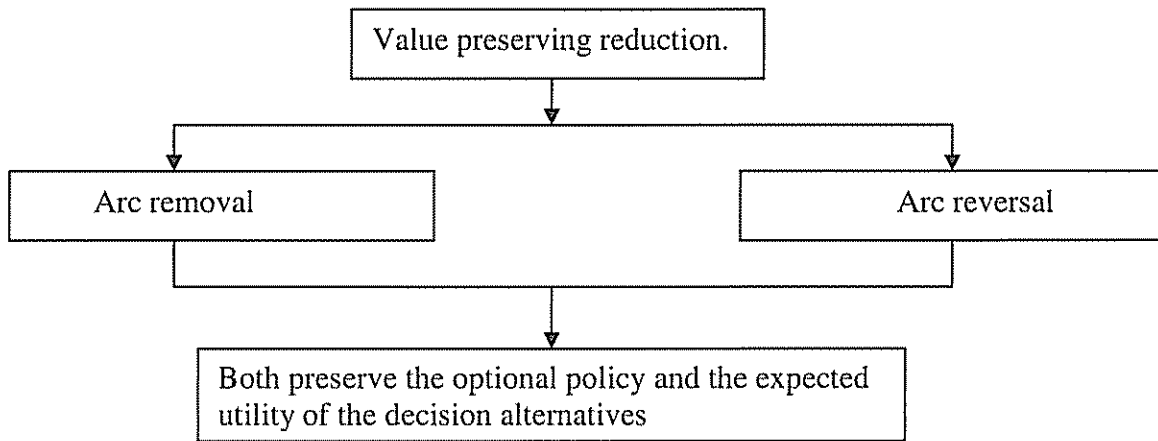 Value preserving reduction.
Arc removal
Arc reversal
Both preserve the optional policy and the expected
utility of the decision alternatives